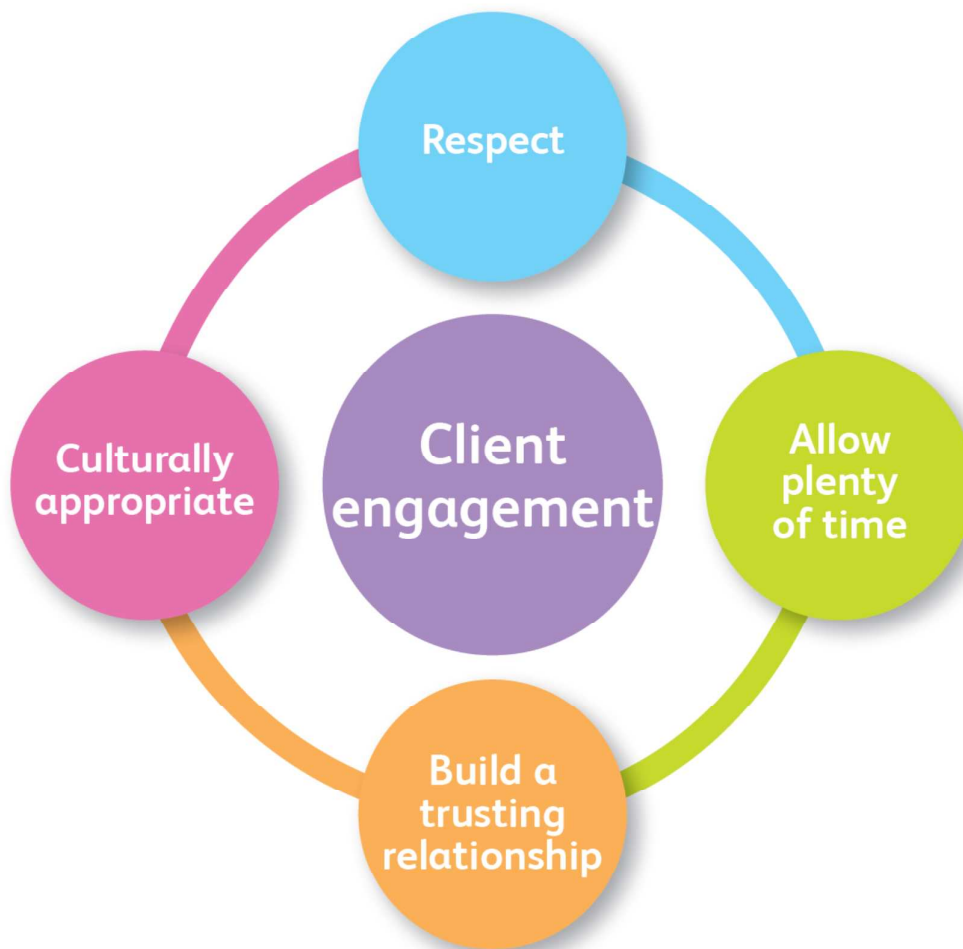 Respect
Culturally
appropriate
Client
engagement
Allow
plenty
of time
Build a
trusting
relationship